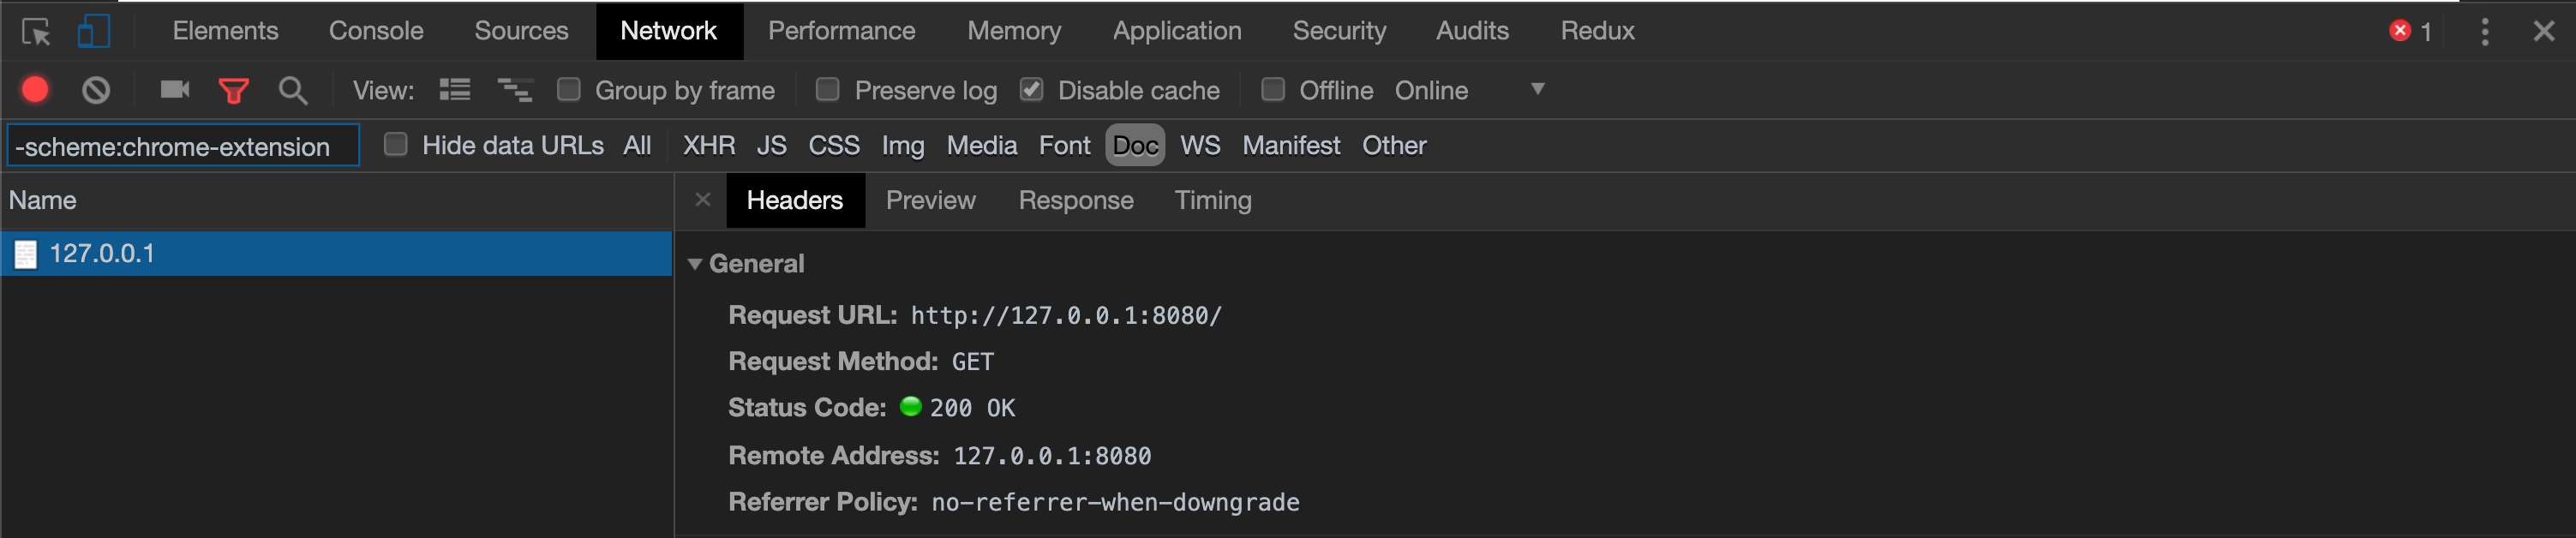 Elements Console Sources Network Performance Memory Application Security Audits Redux 1
View: Group by frame Preserve log Disable cache Offline Online
-scheme:chrome-extension Hide data URLs All XHR JS CSS Img Media Font Doc WS Manifest Other
Name Headers Preview Response Timing
127.0.0.1
General
Request URL: http://127.0.0.1:8080/
Request Method: GET
Status Code: 200 OK
Remote Address: 127.0.0.1:8080
Referrer Policy: no-referrer-when-downgrade